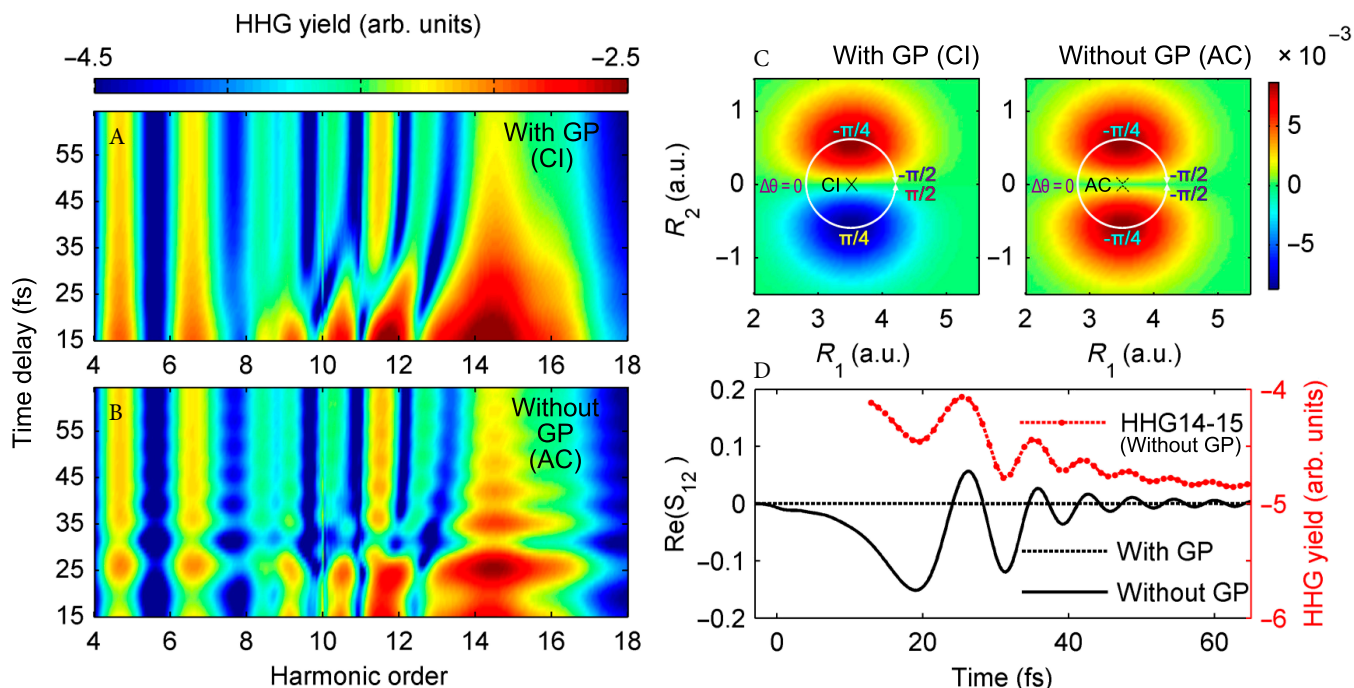 HHG yield (arb. units)
−4.5 −2.5
A
With GP
(CI)
55
45
35
25
15
4 6 8 10 12 14 16 18
Time delay (fs)
B
Without
GP
(AC)
55
45
35
25
15
4 6 8 10 12 14 16 18
Harmonic order
C With GP (CI) Without GP (AC) × 10⁻³
1
0
−1
R₂ (a.u.)
-π/4
Δθ = 0 CI -π/2
π/2
π/4
2 3 4 5
R₁ (a.u.)
1
0
−1
-π/4
Δθ = 0 AC -π/2
-π/2
-π/4
2 3 4 5
R₁ (a.u.)
5
0
−5
D
0.2
0.1
0
−0.1
−0.2
Re(S₁₂)
HHG14-15
(Without GP)
With GP
Without GP
0 20 40 60
Time (fs)
−4
−5
−6
HHG yield (arb. units)